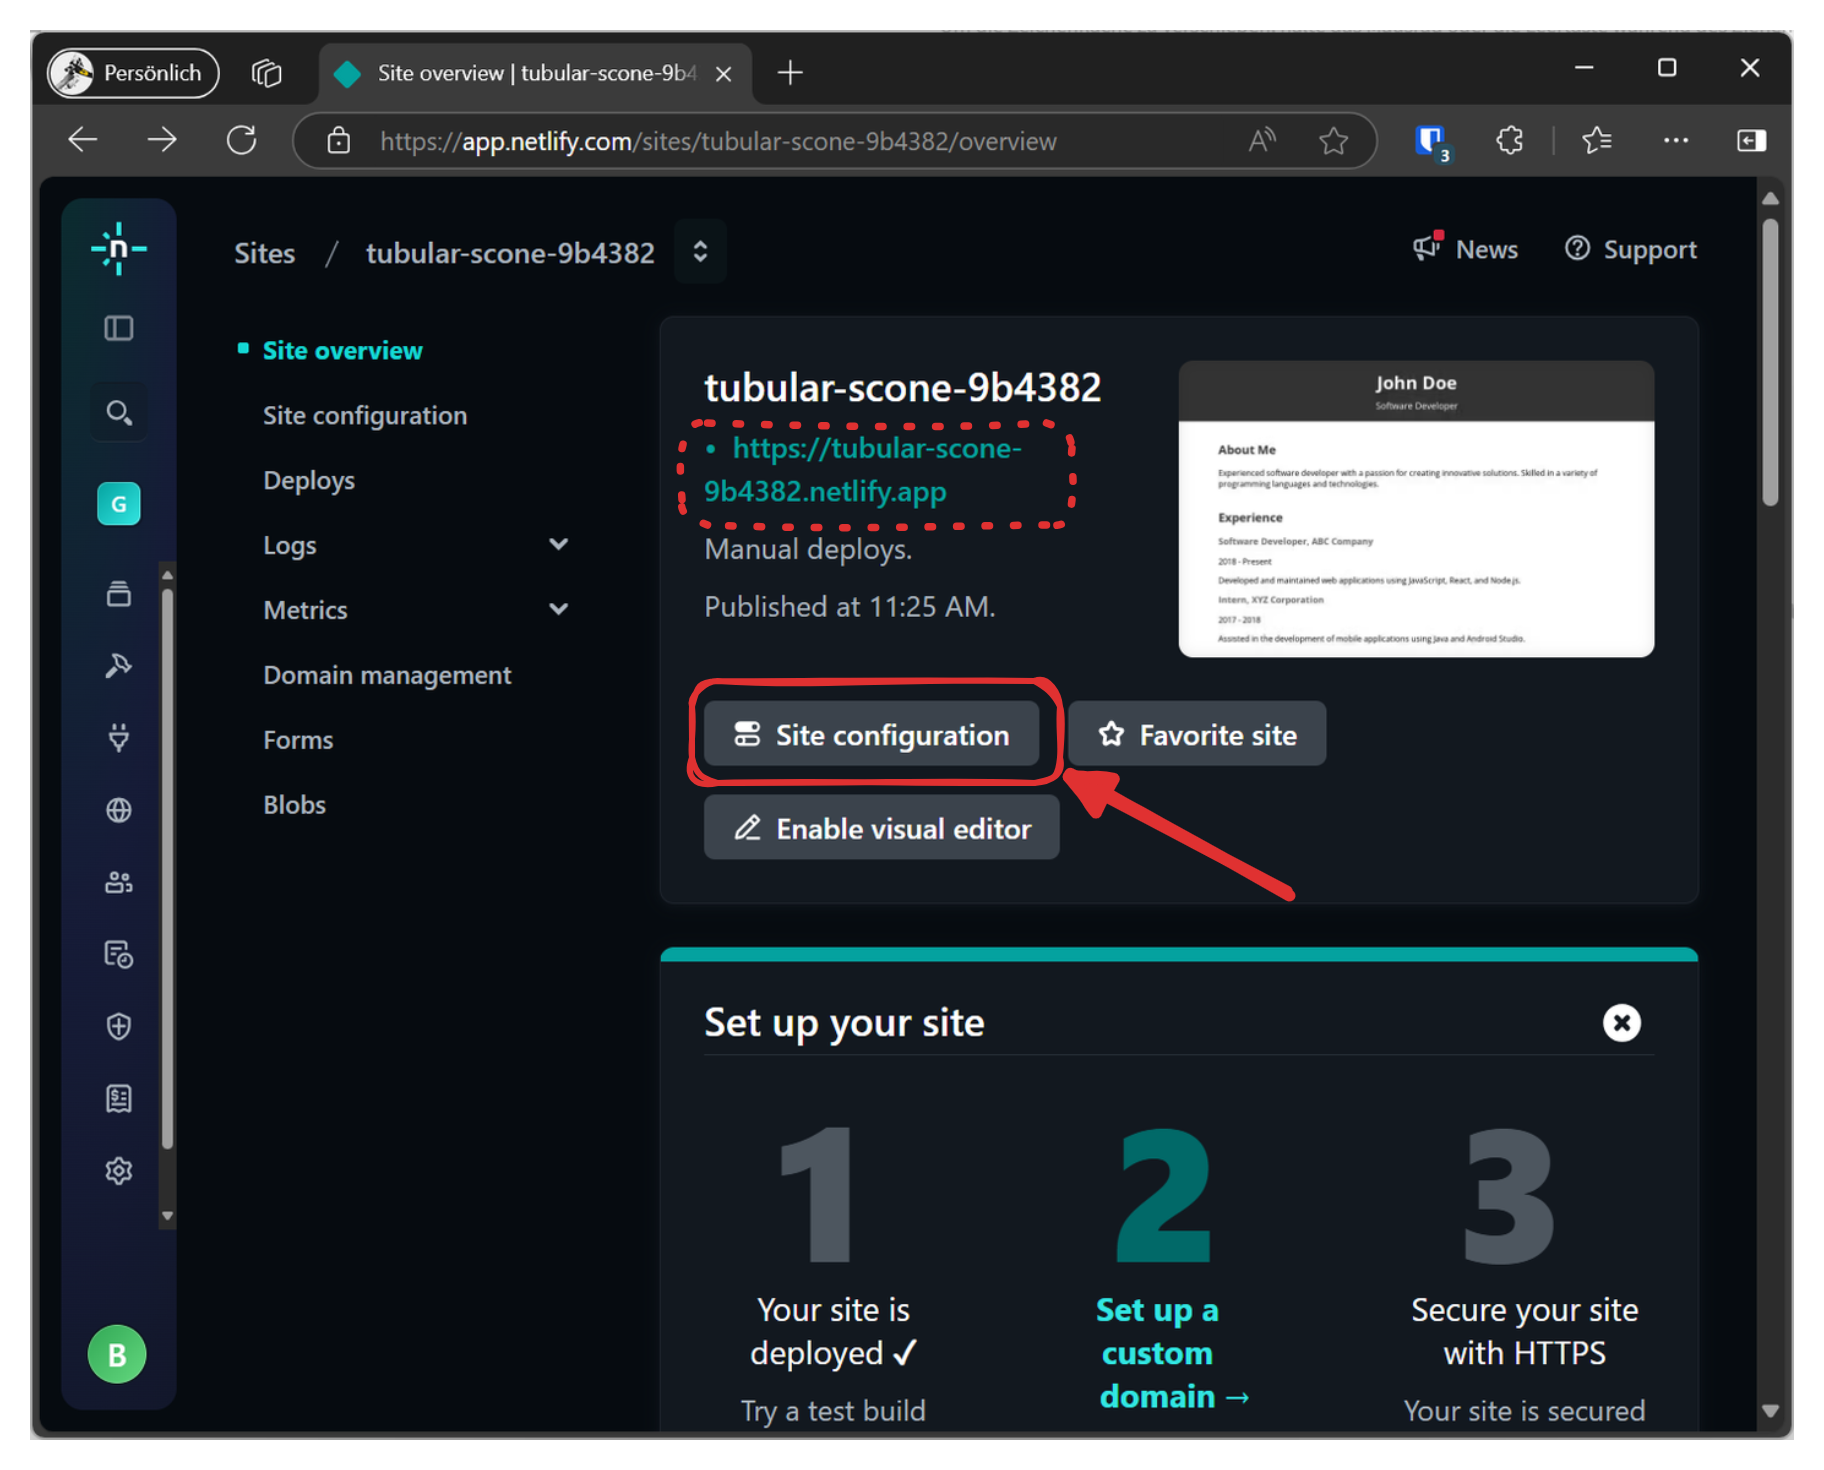 Persönlich
Site overview | tubular-scone-9b4
https://app.netlify.com/sites/tubular-scone-9b4382/overview
3
n
Sites / tubular-scone-9b4382
News
Support
G
B
Site overview
Site configuration
Deploys
Logs
Metrics
Domain management
Forms
Blobs
tubular-scone-9b4382
• https://tubular-scone-
9b4382.netlify.app
Manual deploys.
Published at 11:25 AM.
John Doe
Software Developer
About Me
Experienced software developer with a passion for creating innovative solutions. Skilled in a variety of
programming languages and technologies.
Experience
Software Developer, ABC Company
2018 - Present
Developed and maintained web applications using JavaScript, React, and Node.js.
Intern, XYZ Corporation
2017 - 2018
Assisted in the development of mobile applications using Java and Android Studio.
Site configuration
Favorite site
Enable visual editor
Set up your site
1
Your site is
deployed ✓
Try a test build
2
Set up a
custom
domain →
3
Secure your site
with HTTPS
Your site is secured